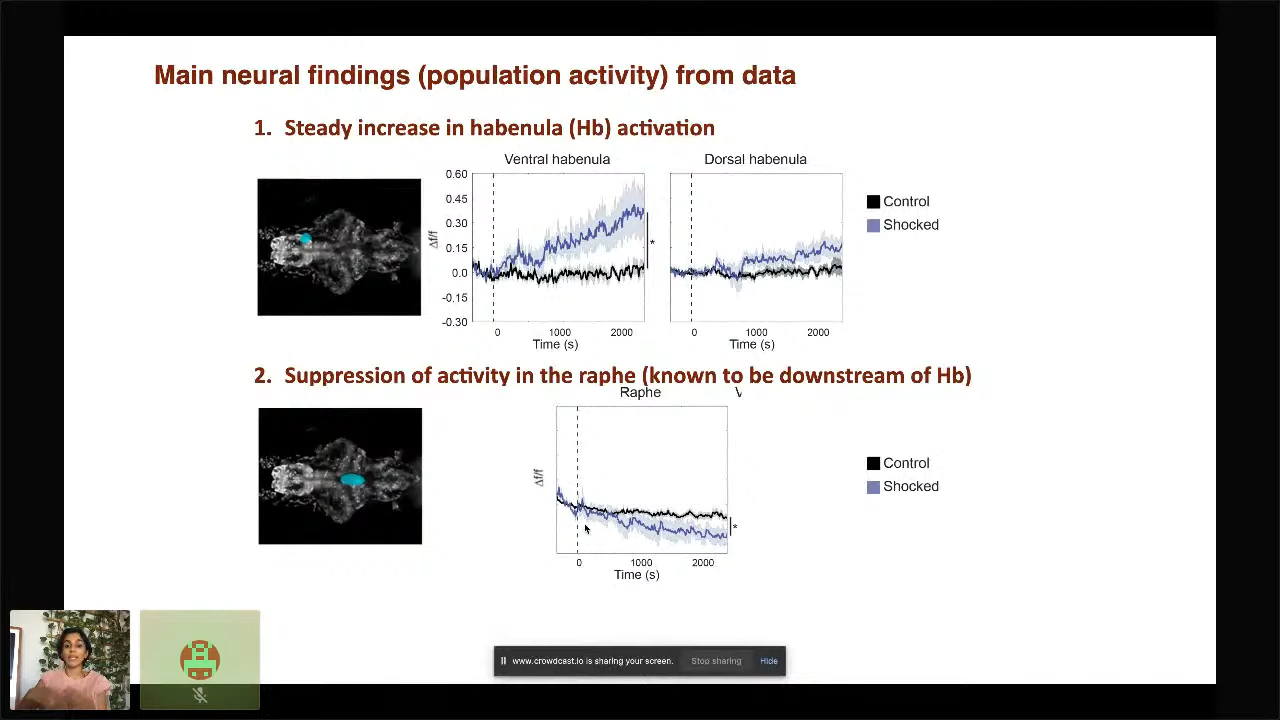 Main neural findings (population activity) from data
1. Steady increase in habenula (Hb) activation
Ventral habenula
Dorsal habenula
0.60
0.45
0.30
0.15
0.0
-0.15
-0.30
Δf/f
*
0 1000 2000
Time (s)
0 1000 2000
Time (s)
Control
Shocked
2. Suppression of activity in the raphe (known to be downstream of Hb)
Raphe
Δf/f
*
0 1000 2000
Time (s)
Control
Shocked
www.crowdcast.io is sharing your screen.
Stop sharing
Hide